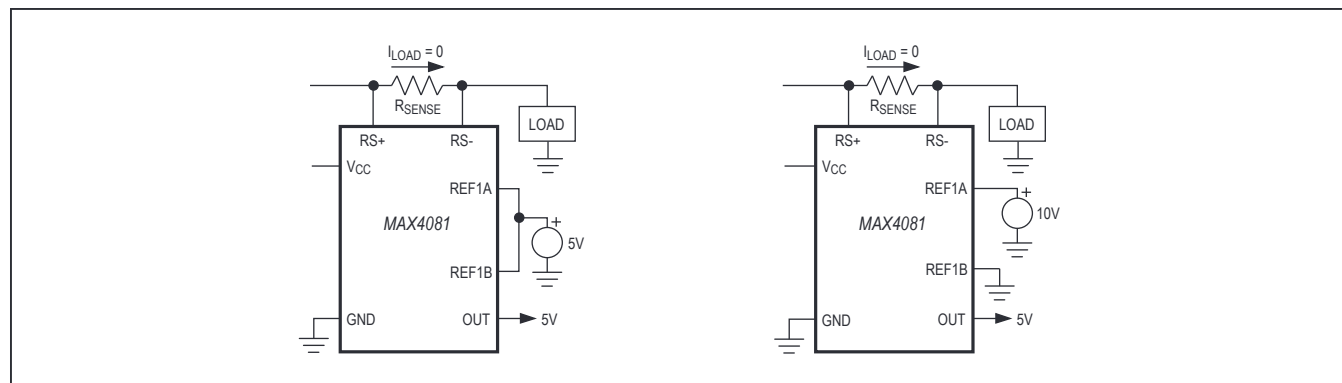 I_LOAD = 0
R_SENSE
LOAD
RS+ RS-
V_CC
REF1A
MAX4081
+
5V
REF1B
GND OUT 5V
I_LOAD = 0
R_SENSE
LOAD
RS+ RS-
V_CC
REF1A
+
MAX4081
10V
REF1B
GND OUT 5V